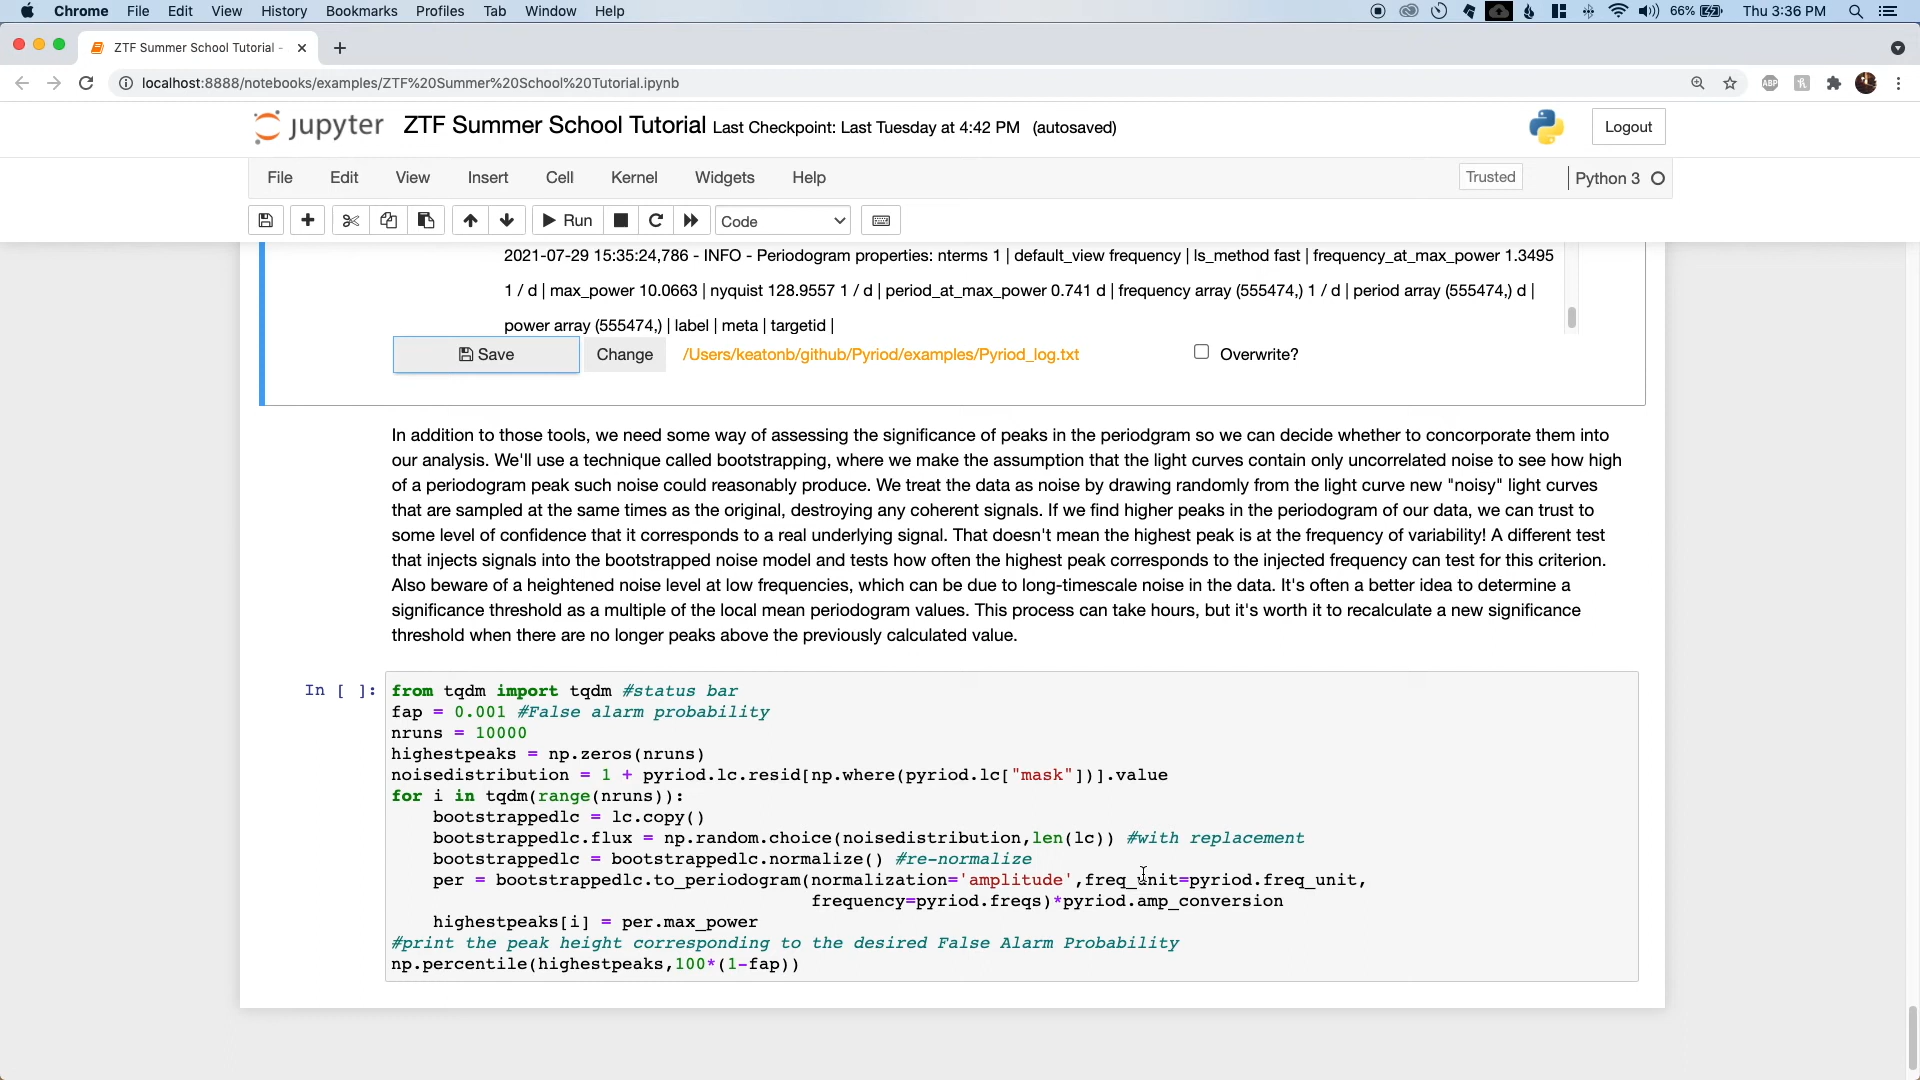 Chrome File Edit View History Bookmarks Profiles Tab Window Help 66% Thu 3:36 PM
ZTF Summer School Tutorial -
localhost:8888/notebooks/examples/ZTF%20Summer%20School%20Tutorial.ipynb
ABP
jupyter ZTF Summer School Tutorial Last Checkpoint: Last Tuesday at 4:42 PM (autosaved)
Logout
File Edit View Insert Cell Kernel Widgets Help
Trusted
Python 3
Run
Code
2021-07-29 15:35:24,786 - INFO - Periodogram properties: nterms 1 | default_view frequency | ls_method fast | frequency_at_max_power 1.3495
1 / d | max_power 10.0663 | nyquist 128.9557 1 / d | period_at_max_power 0.741 d | frequency array (555474,) 1 / d | period array (555474,) d |
power array (555474,) | label | meta | targetid |
Save Change /Users/keatonb/github/Pyriod/examples/Pyriod_log.txt Overwrite?
In addition to those tools, we need some way of assessing the significance of peaks in the periodgram so we can decide whether to concorporate them into
our analysis. We'll use a technique called bootstrapping, where we make the assumption that the light curves contain only uncorrelated noise to see how high
of a periodogram peak such noise could reasonably produce. We treat the data as noise by drawing randomly from the light curve new "noisy" light curves
that are sampled at the same times as the original, destroying any coherent signals. If we find higher peaks in the periodogram of our data, we can trust to
some level of confidence that it corresponds to a real underlying signal. That doesn't mean the highest peak is at the frequency of variability! A different test
that injects signals into the bootstrapped noise model and tests how often the highest peak corresponds to the injected frequency can test for this criterion.
Also beware of a heightened noise level at low frequencies, which can be due to long-timescale noise in the data. It's often a better idea to determine a
significance threshold as a multiple of the local mean periodogram values. This process can take hours, but it's worth it to recalculate a new significance
threshold when there are no longer peaks above the previously calculated value.
In [ ]: from tqdm import tqdm #status bar
fap = 0.001 #False alarm probability
nruns = 10000
highestpeaks = np.zeros(nruns)
noisedistribution = 1 + pyriod.lc.resid[np.where(pyriod.lc["mask"])].value
for i in tqdm(range(nruns)):
    bootstrappedlc = lc.copy()
    bootstrappedlc.flux = np.random.choice(noisedistribution,len(lc)) #with replacement
    bootstrappedlc = bootstrappedlc.normalize() #re-normalize
    per = bootstrappedlc.to_periodogram(normalization='amplitude',freq_unit=pyriod.freq_unit,
                                        frequency=pyriod.freqs)*pyriod.amp_conversion
    highestpeaks[i] = per.max_power
#print the peak height corresponding to the desired False Alarm Probability
np.percentile(highestpeaks,100*(1-fap))